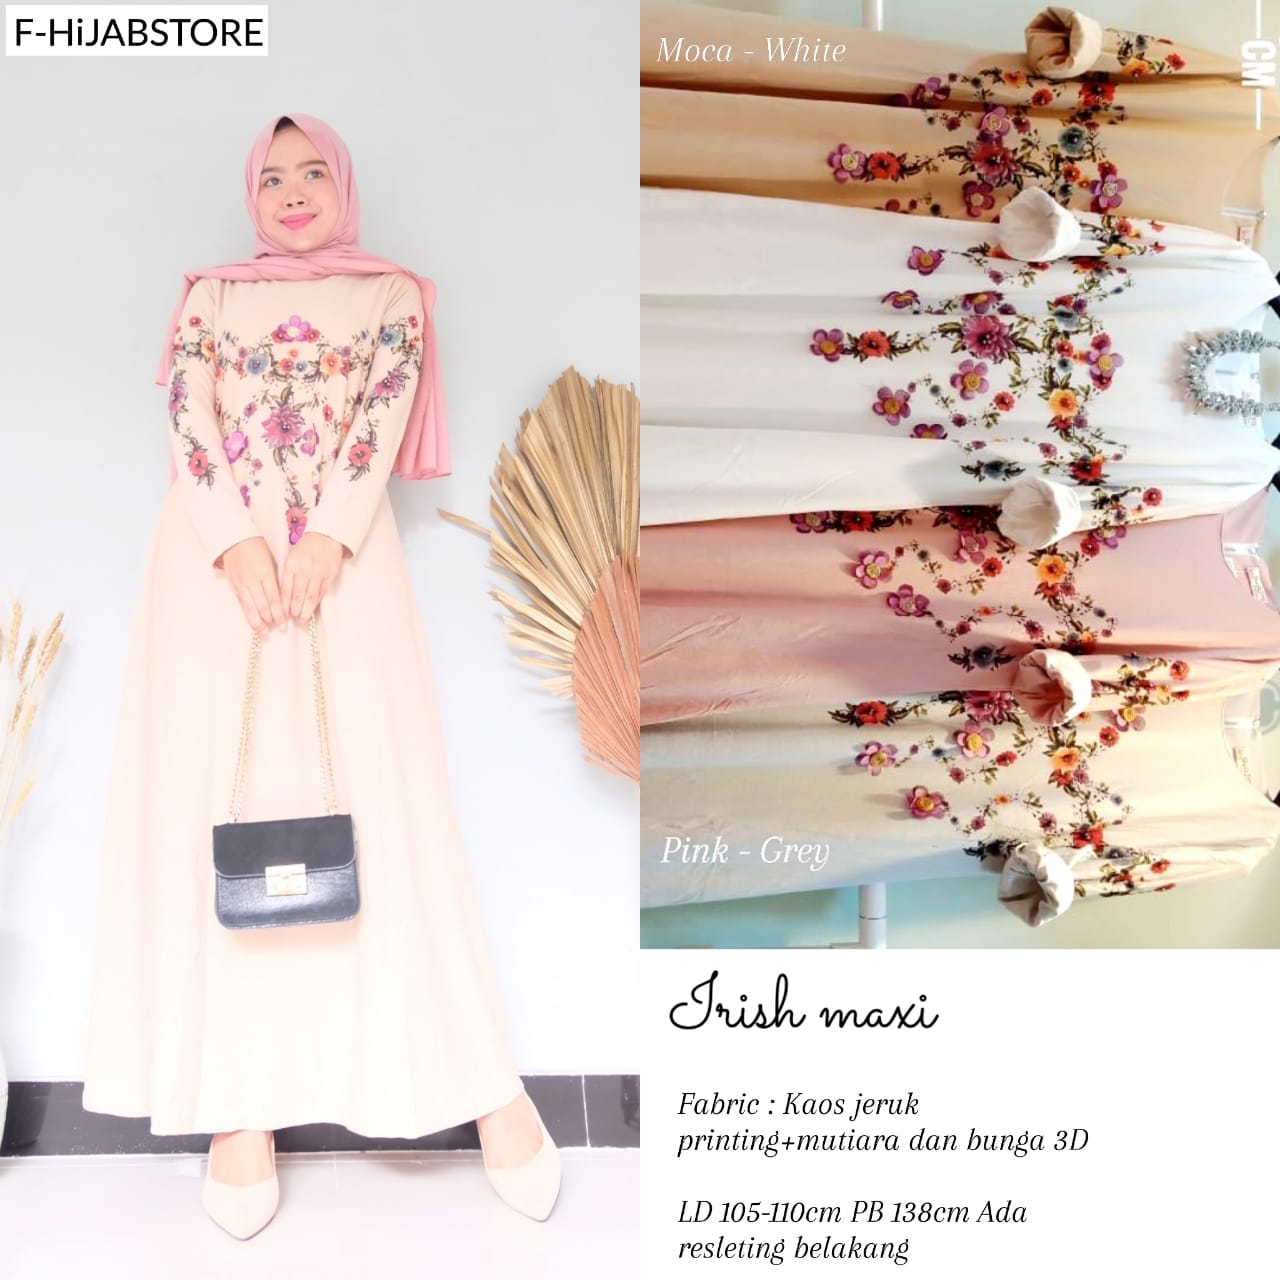 F-HiJABSTORE
Moca - White
CM
Pink - Grey
Irish maxi
Fabric : Kaos jeruk
printing+mutiara dan bunga 3D
LD 105-110cm PB 138cm Ada
resleting belakang